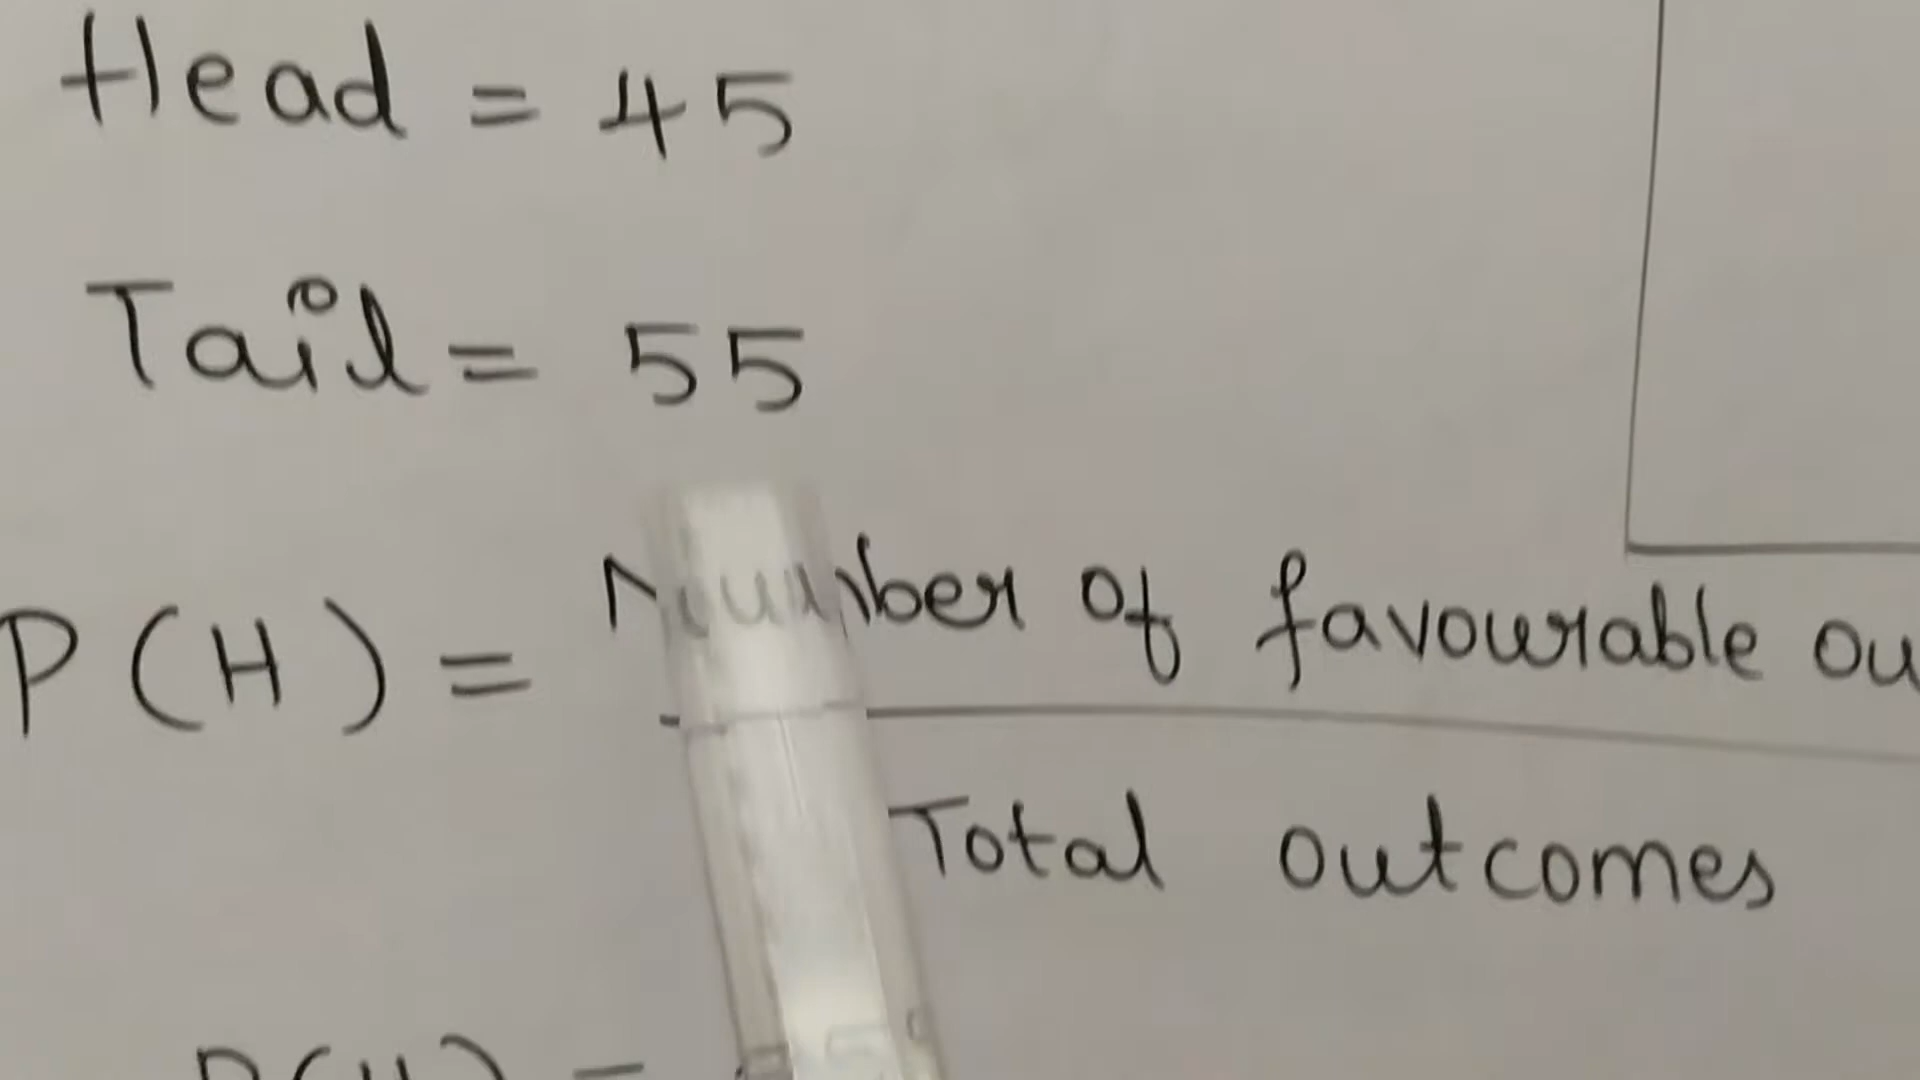 Head = 45
Tail = 55
P(H) = Number of favourable ou
Total outcomes
P(H) =